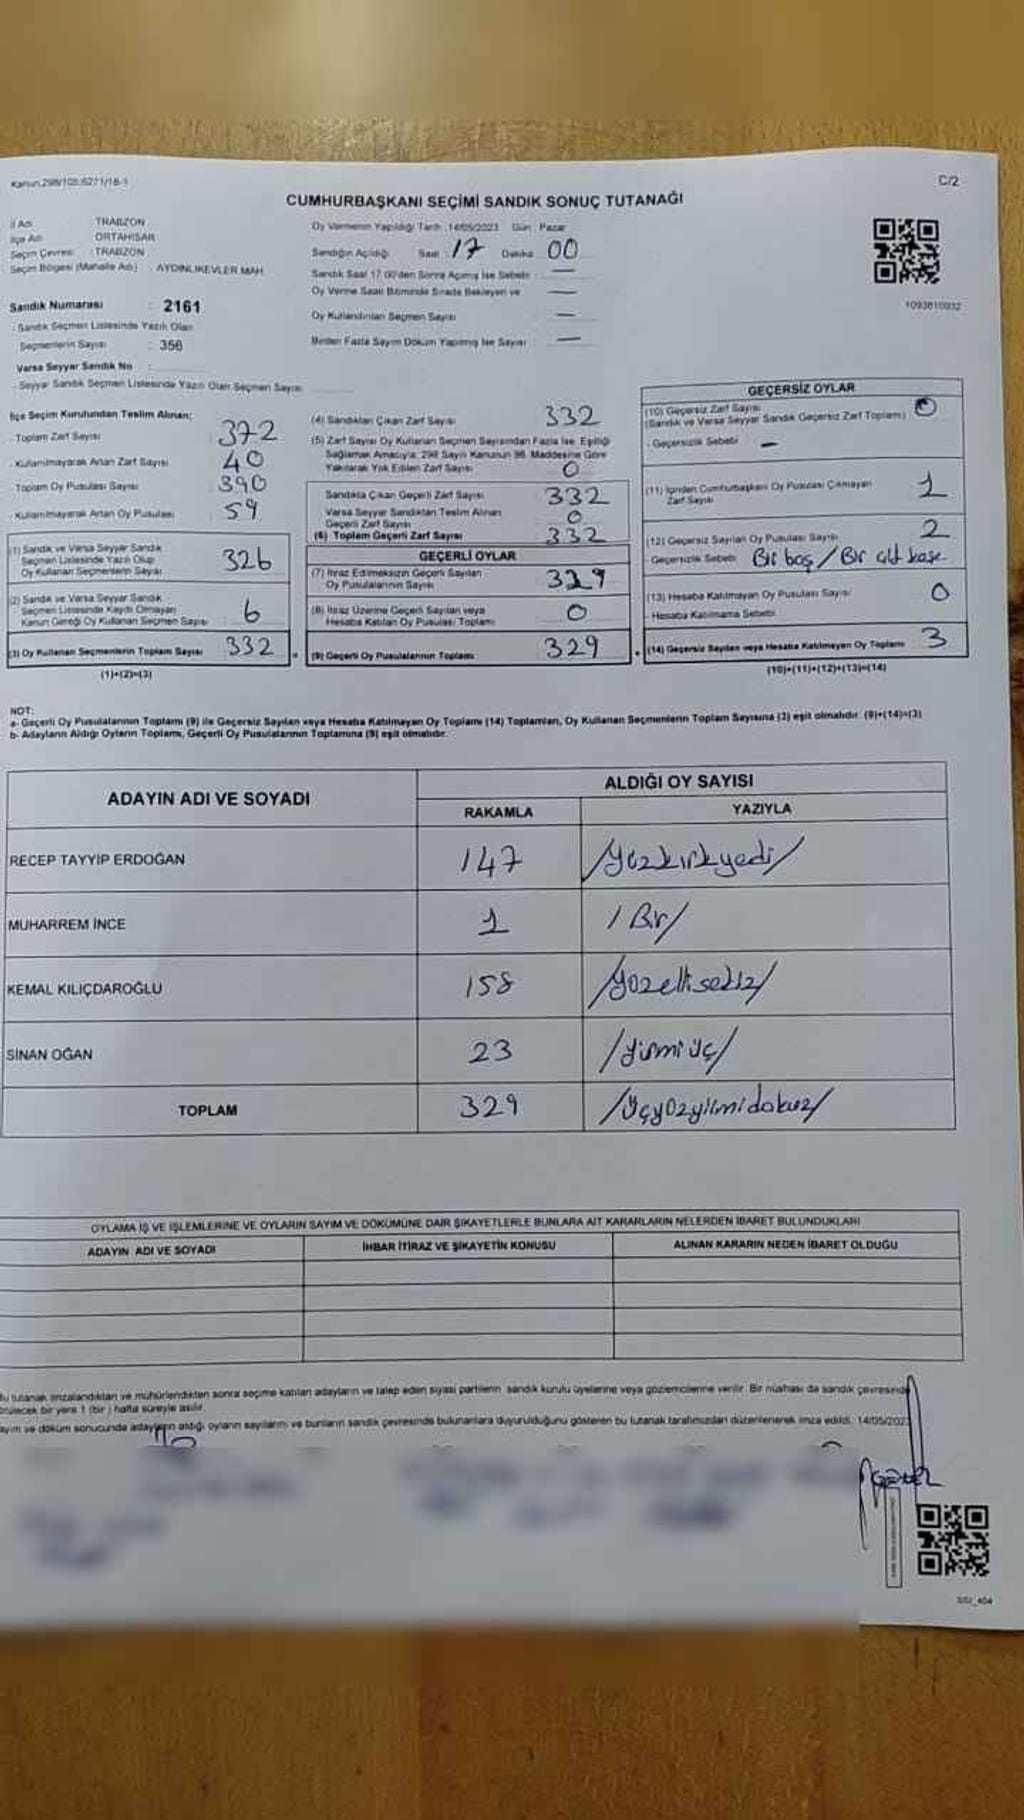 Kanun:298/105;6271/18-1
C/2
CUMHURBAŞKANI SEÇİMİ SANDIK SONUÇ TUTANAĞI
İl Adı : TRABZON
İlçe Adı : ORTAHİSAR
Seçim Çevresi : TRABZON
Seçim Bölgesi (Mahalle Adı) : AYDINLIKEVLER MAH.
Sandık Numarası : 2161
- Sandık Seçmen Listesinde Yazılı Olan
Seçmenlerin Sayısı : 356
Varsa Seyyar Sandık No :
- Seyyar Sandık Seçmen Listesinde Yazılı Olan Seçmen Sayısı
Oy Vermenin Yapıldığı Tarih : 14/05/2023 Gün : Pazar
Sandığın Açıldığı Saat : 17 Dakika 00
Sandık Saat 17.00'den Sonra Açılmış İse Sebebi : —
Oy Verme Saati Bitiminde Sırada Bekleyen ve —
Oy Kullandırılan Seçmen Sayısı —
Birden Fazla Sayım Döküm Yapılmış İse Sayısı : —
1093610932
İlçe Seçim Kurulundan Teslim Alınan;
- Toplam Zarf Sayısı : 372
- Kullanılmayarak Artan Zarf Sayısı 40
- Toplam Oy Pusulası Sayısı : 390
- Kullanılmayarak Artan Oy Pusulası : 59
(1) Sandık ve Varsa Seyyar Sandık
Seçmen Listesinde Yazılı Olup
Oy Kullanan Seçmenlerin Sayısı 326
(2) Sandık ve Varsa Seyyar Sandık
Seçmen Listesinde Kayıtlı Olmayan
Kanun Gereği Oy Kullanan Seçmen Sayısı 6
(3) Oy Kullanan Seçmenlerin Toplam Sayısı 332
(1)+(2)=(3)
(4) Sandıktan Çıkan Zarf Sayısı 332
(5) Zarf Sayısı Oy Kullanan Seçmen Sayısından Fazla İse, Eşitliği
Sağlamak Amacıyla; 298 Sayılı Kanunun 98. Maddesine Göre
Yakılarak Yok Edilen Zarf Sayısı 0
Sandıkta Çıkan Geçerli Zarf Sayısı 332
Varsa Seyyar Sandıktan Teslim Alınan
Geçerli Zarf Sayısı 0
(6) Toplam Geçerli Zarf Sayısı 332
GEÇERLİ OYLAR
(7) İtiraz Edilmeksizin Geçerli Sayılan
Oy Pusulalarının Sayısı 329
(8) İtiraz Üzerine Geçerli Sayılan veya
Hesaba Katılan Oy Pusulası Toplamı 0
(9) Geçerli Oy Pusulalarının Toplamı 329
GEÇERSİZ OYLAR
(10) Geçersiz Zarf Sayısı 0
(Sandık ve Varsa Seyyar Sandık Geçersiz Zarf Toplamı)
- Geçersizlik Sebebi : —
(11) İçinden Cumhurbaşkanı Oy Pusulası Çıkmayan
Zarf Sayısı 1
(12) Geçersiz Sayılan Oy Pusulası Sayısı 2
- Geçersizlik Sebebi : Bir boş / Bir çift kaşe
(13) Hesaba Katılmayan Oy Pusulası Sayısı 0
- Hesaba Katılmama Sebebi :
(14) Geçersiz Sayılan veya Hesaba Katılmayan Oy Toplamı 3
(10)+(11)+(12)+(13)=(14)
NOT:
a- Geçerli Oy Pusulalarının Toplamı (9) ile Geçersiz Sayılan veya Hesaba Katılmayan Oy Toplamı (14) Toplamları, Oy Kullanan Seçmenlerin Toplam Sayısına (3) eşit olmalıdır. (9)+(14)=(3)
b- Adayların Aldığı Oyların Toplamı, Geçerli Oy Pusulalarının Toplamına (9) eşit olmalıdır.
ADAYIN ADI VE SOYADI
ALDIĞI OY SAYISI
RAKAMLA YAZIYLA
RECEP TAYYİP ERDOĞAN 147 /Yüzkırkyedi/
MUHARREM İNCE 1 /Bir/
KEMAL KILIÇDAROĞLU 158 /Yüzellisekiz/
SİNAN OĞAN 23 /Yirmiüç/
TOPLAM 329 /Üçyüzyirmidokuz/
OYLAMA İŞ VE İŞLEMLERİNE VE OYLARIN SAYIM VE DÖKÜMÜNE DAİR ŞİKAYETLERLE BUNLARA AİT KARARLARIN NELERDEN İBARET BULUNDUKLARI
ADAYIN ADI VE SOYADI İHBAR İTİRAZ VE ŞİKAYETİN KONUSU ALINAN KARARIN NEDEN İBARET OLDUĞU
Bu tutanak imzalandıktan ve mühürlendikten sonra seçime katılan adayların ve talep eden siyasi partilerin sandık kurulu üyelerine veya gözlemcilerine verilir. Bir nüshası da sandık çevresinde
bir yere 1 (bir) hafta süreyle asılır.
Sayım ve döküm sonucunda adayların aldığı oyların sayılarını ve bunların sandık çevresinde bulunanlara duyurulduğunu gösteren bu tutanak tarafımızdan düzenlenerek imza edildi. 14/05/2023